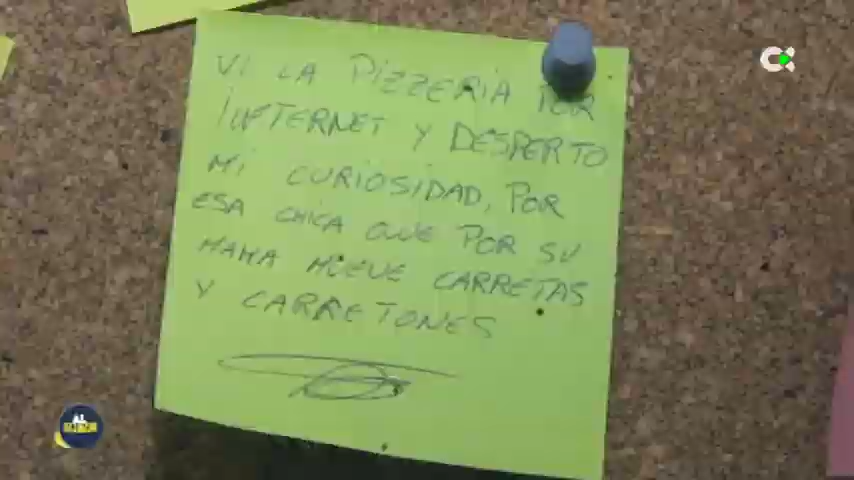 VI LA PIZZERIA POR
INTERNET Y DESPERTO
MI CURIOSIDAD, POR
ESA CHICA QUE POR SU
MAMA MUEVE CARRETAS
Y CARRETONES